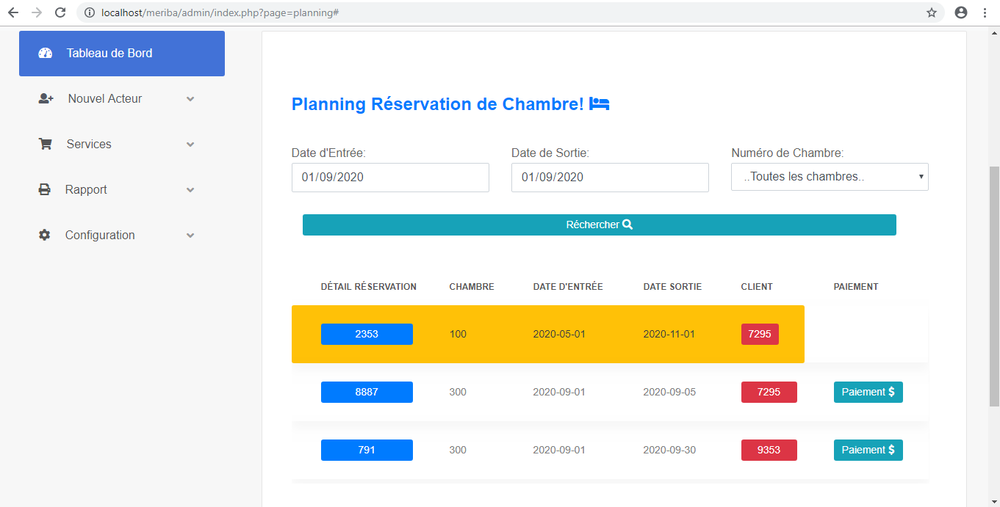 localhost/meriba/admin/index.php?page=planning#
Tableau de Bord
Nouvel Acteur
Services
Rapport
Configuration
Planning Réservation de Chambre!
Date d'Entrée: Date de Sortie: Numéro de Chambre:
01/09/2020 01/09/2020 ..Toutes les chambres..
Réchercher
DÉTAIL RÉSERVATION CHAMBRE DATE D'ENTRÉE DATE SORTIE CLIENT PAIEMENT
2353 100 2020-05-01 2020-11-01 7295
8887 300 2020-09-01 2020-09-05 7295 Paiement $
791 300 2020-09-01 2020-09-30 9353 Paiement $